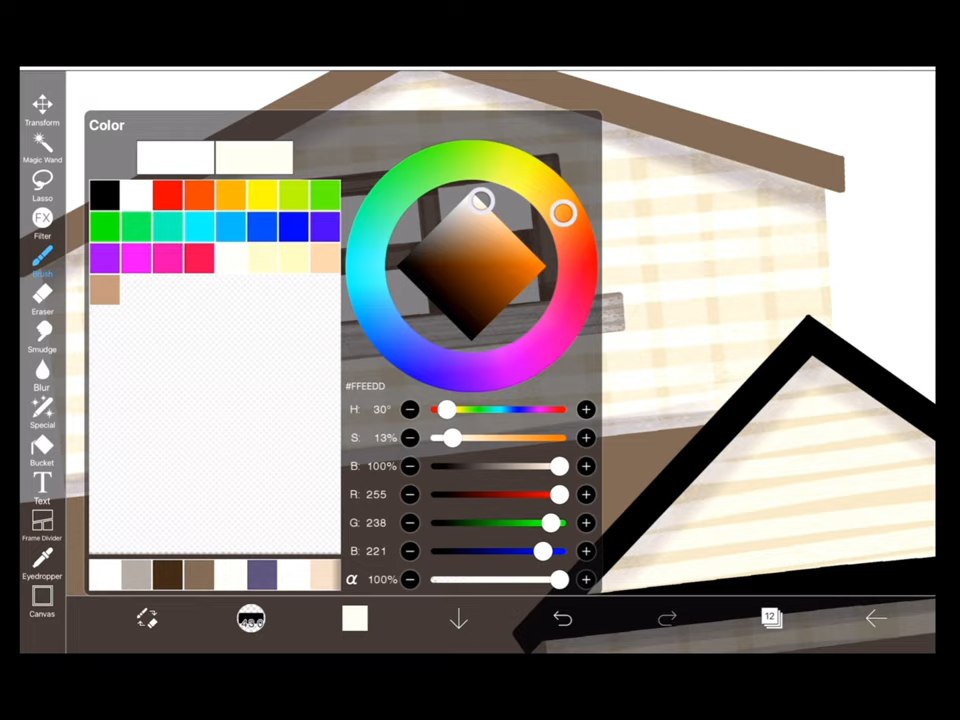 Color
Transform
Magic Wand
Lasso
FX
Filter
Brush
Eraser
Smudge
Blur
Special
Bucket
T
Text
Frame Divider
Eyedropper
Canvas
#FFEEDD
H: 30°
S: 13%
B: 100%
R: 255
G: 238
B: 221
α 100%
12